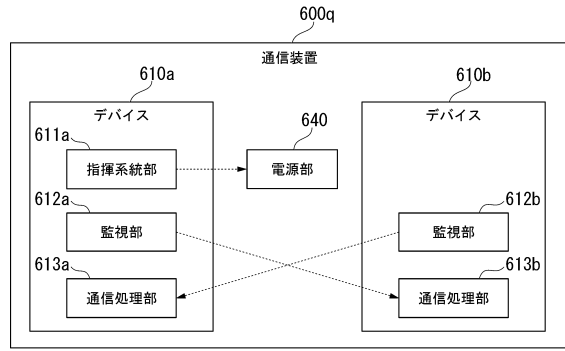 600q
通信装置
610a
610b
デバイス
デバイス
611a
640
指揮系統部
電源部
612a
612b
監視部
監視部
613a
613b
通信処理部
通信処理部